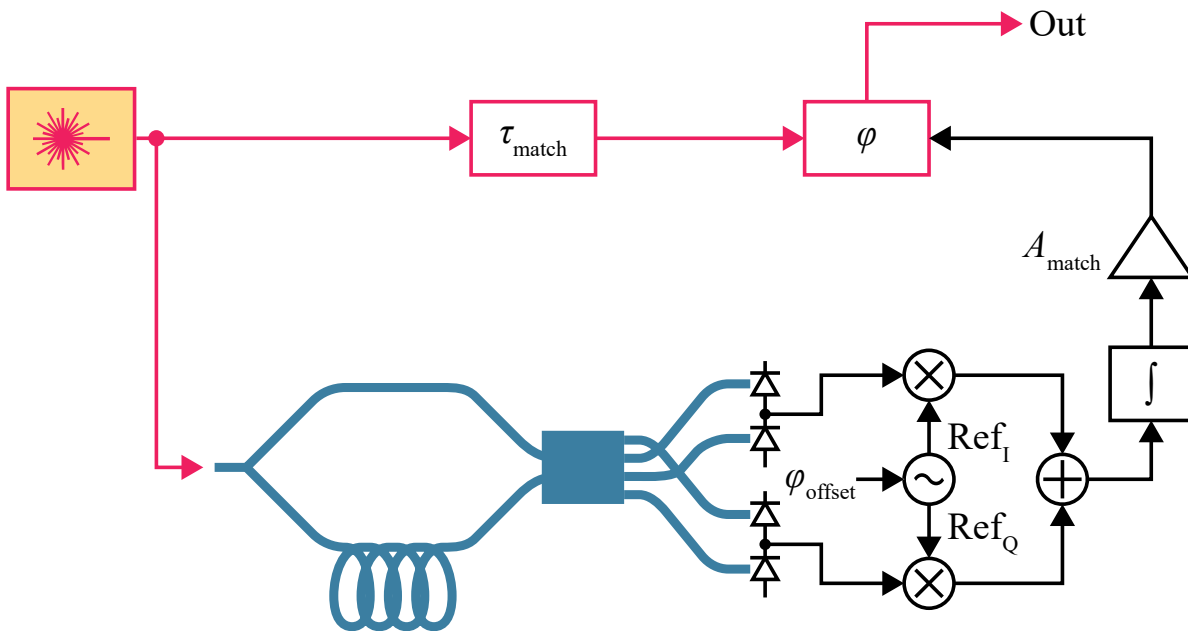 Out
τmatch
φ
Amatch
∫
RefI
φoffset
~
RefQ